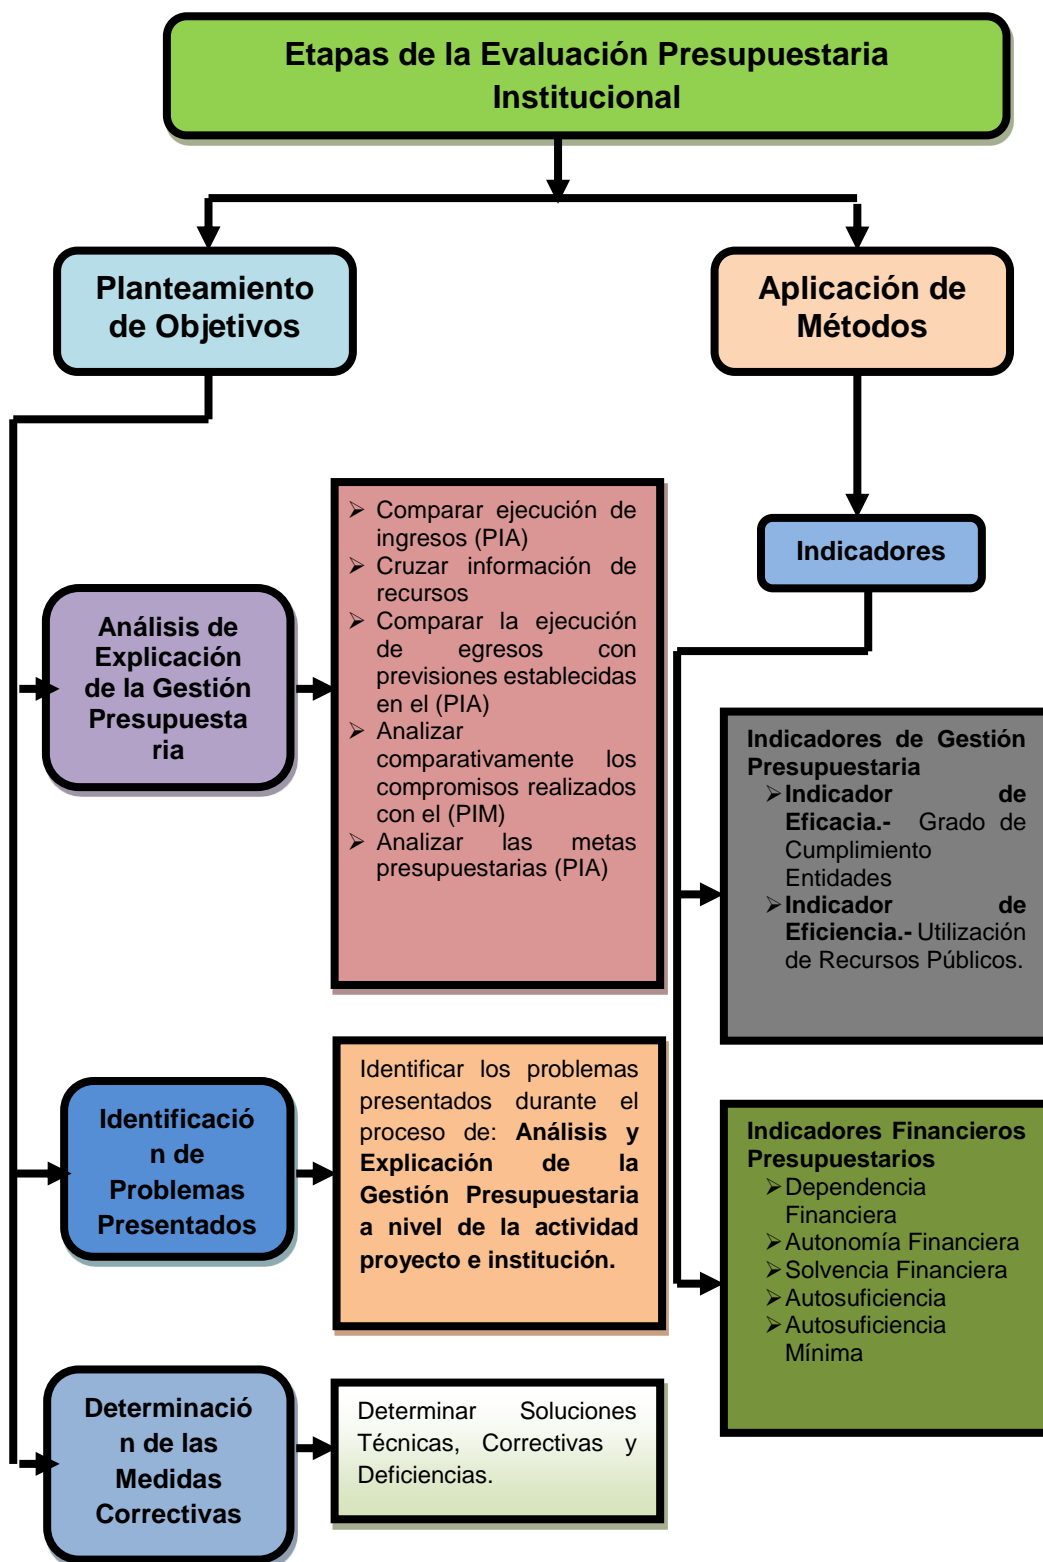 Etapas de la Evaluación Presupuestaria
Institucional
Planteamiento
de Objetivos
Aplicación de
Métodos
Análisis de
Explicación
de la Gestión
Presupuesta
ria
➢ Comparar ejecución de
ingresos (PIA)
➢ Cruzar información de
recursos
➢ Comparar la ejecución
de egresos con
previsiones establecidas
en el (PIA)
➢ Analizar
comparativamente los
compromisos realizados
con el (PIM)
➢ Analizar las metas
presupuestarias (PIA)
Indicadores
Indicadores de Gestión
Presupuestaria
➢ Indicador de
Eficacia.- Grado de
Cumplimiento
Entidades
➢ Indicador de
Eficiencia.- Utilización
de Recursos Públicos.
Identificació
n de
Problemas
Presentados
Identificar los problemas
presentados durante el
proceso de: Análisis y
Explicación de la
Gestión Presupuestaria
a nivel de la actividad
proyecto e institución.
Indicadores Financieros
Presupuestarios
➢ Dependencia
Financiera
➢ Autonomía Financiera
➢ Solvencia Financiera
➢ Autosuficiencia
➢ Autosuficiencia
Mínima
Determinació
n de las
Medidas
Correctivas
Determinar Soluciones
Técnicas, Correctivas y
Deficiencias.